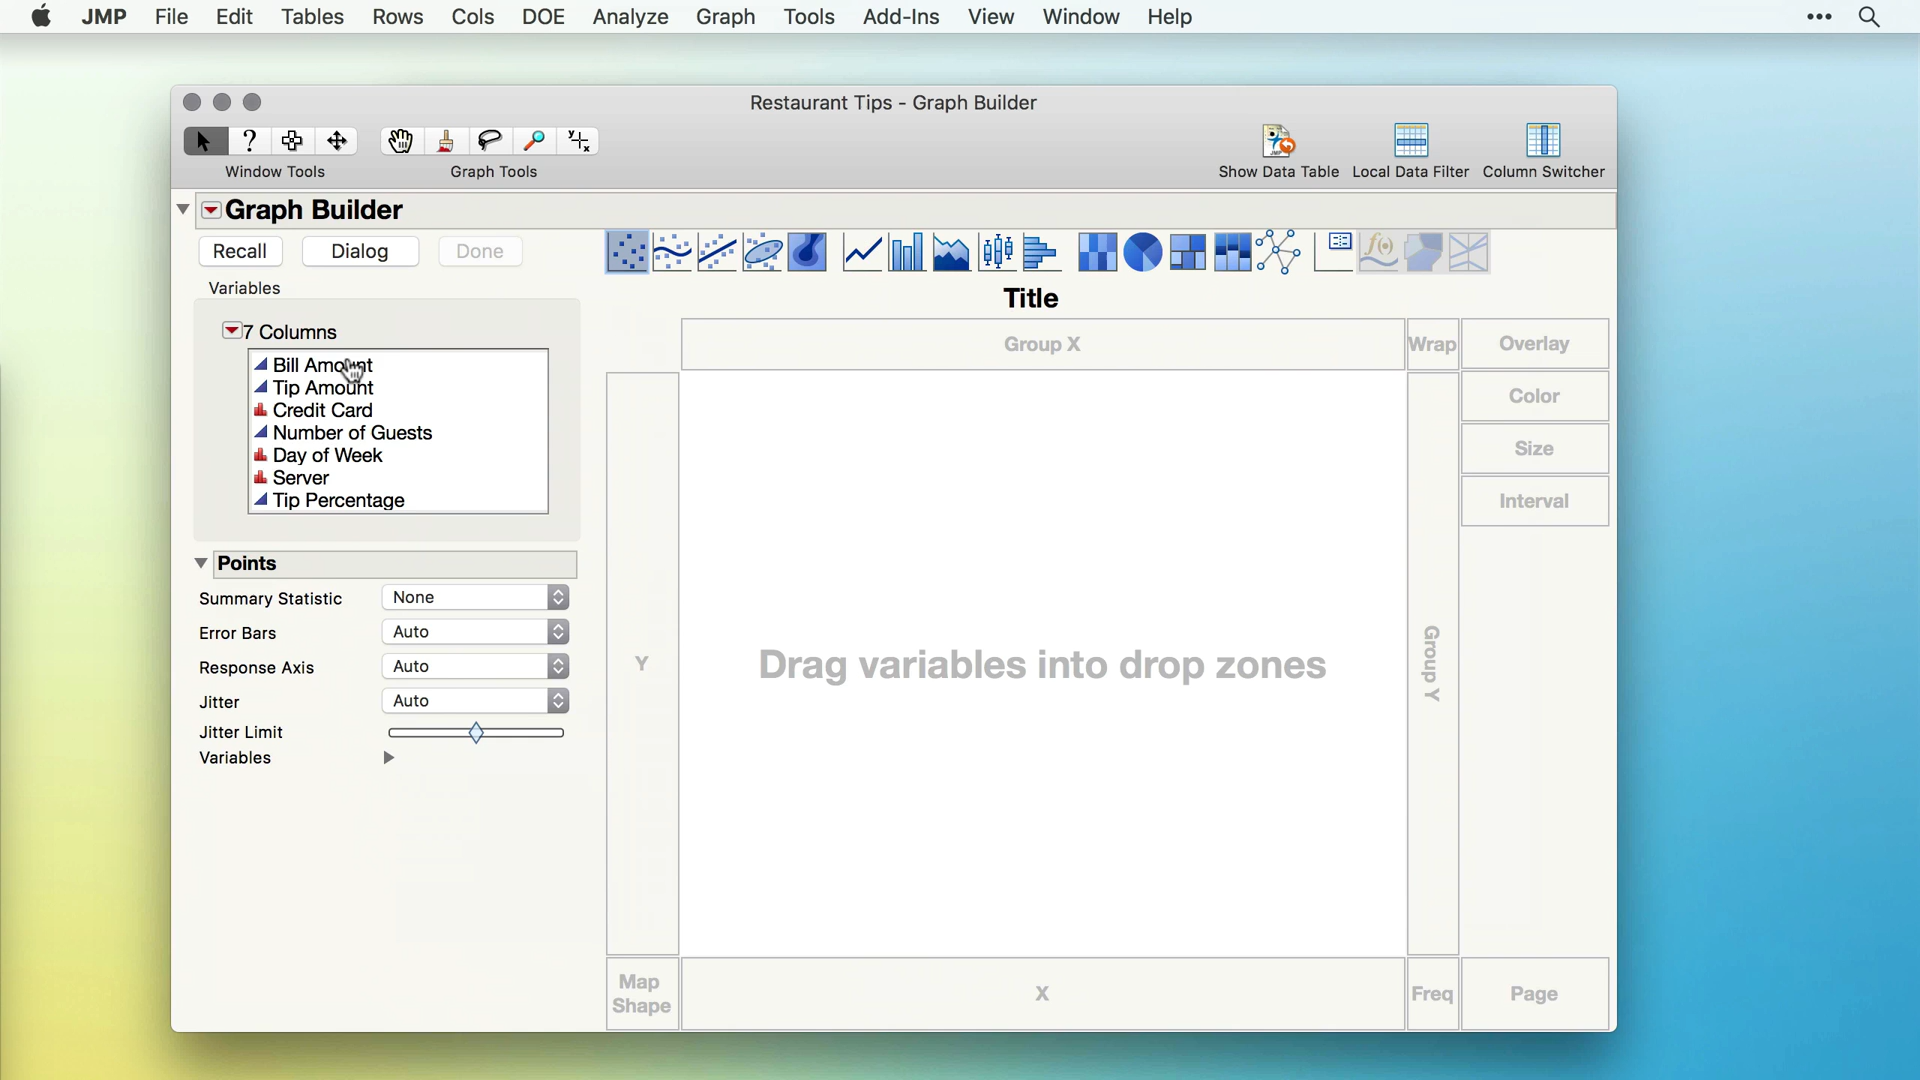 JMP File Edit Tables Rows Cols DOE Analyze Graph Tools Add-Ins View Window Help
Restaurant Tips - Graph Builder
Window Tools Graph Tools Show Data Table Local Data Filter Column Switcher
Graph Builder
Recall Dialog Done
Variables
Title
7 Columns
Bill Amount
Tip Amount
Credit Card
Number of Guests
Day of Week
Server
Tip Percentage
Points
Summary Statistic None
Error Bars Auto
Response Axis Auto
Jitter Auto
Jitter Limit
Variables
Group X
Wrap
Overlay
Color
Size
Interval
Y
Drag variables into drop zones
Group Y
Map
Shape
X
Freq
Page